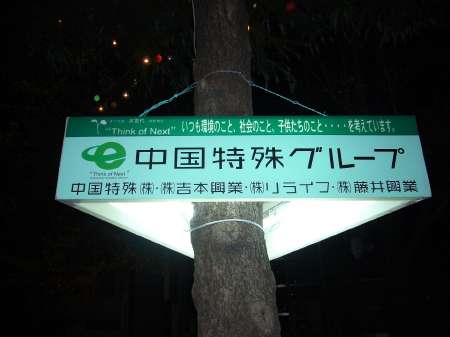 "Think of Next" いつも環境のこと、社会のこと、子供たちのこと・・・・を考えています。
中国特殊グループ
"Think of Next"
中国特殊㈱・㈱吉本興業・㈱リライフ・㈱藤井興業